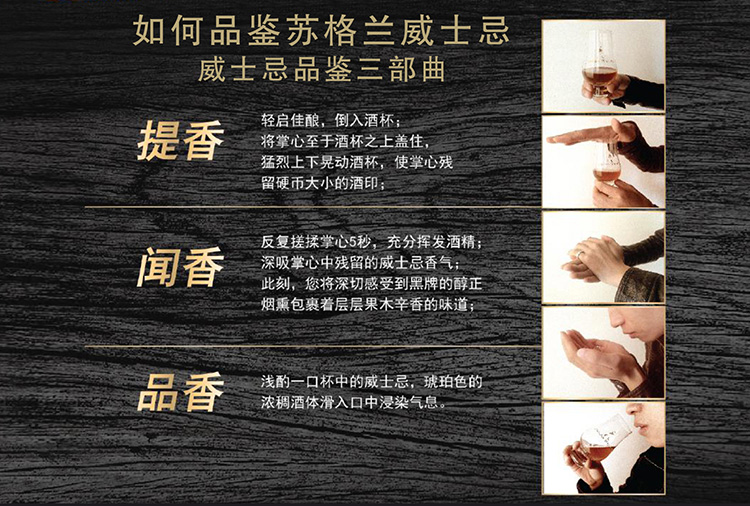 如何品鉴苏格兰威士忌
威士忌品鉴三部曲
提香
轻启佳酿，倒入酒杯；
将掌心至于酒杯之上盖住，
猛烈上下晃动酒杯，使掌心残
留硬币大小的酒印；
闻香
反复搓揉掌心5秒，充分挥发酒精；
深吸掌心中残留的威士忌香气；
此刻，您将深切感受到黑牌的醇正
烟熏包裹着层层果木辛香的味道；
品香
浅酌一口杯中的威士忌，琥珀色的
浓稠酒体滑入口中浸染气息。